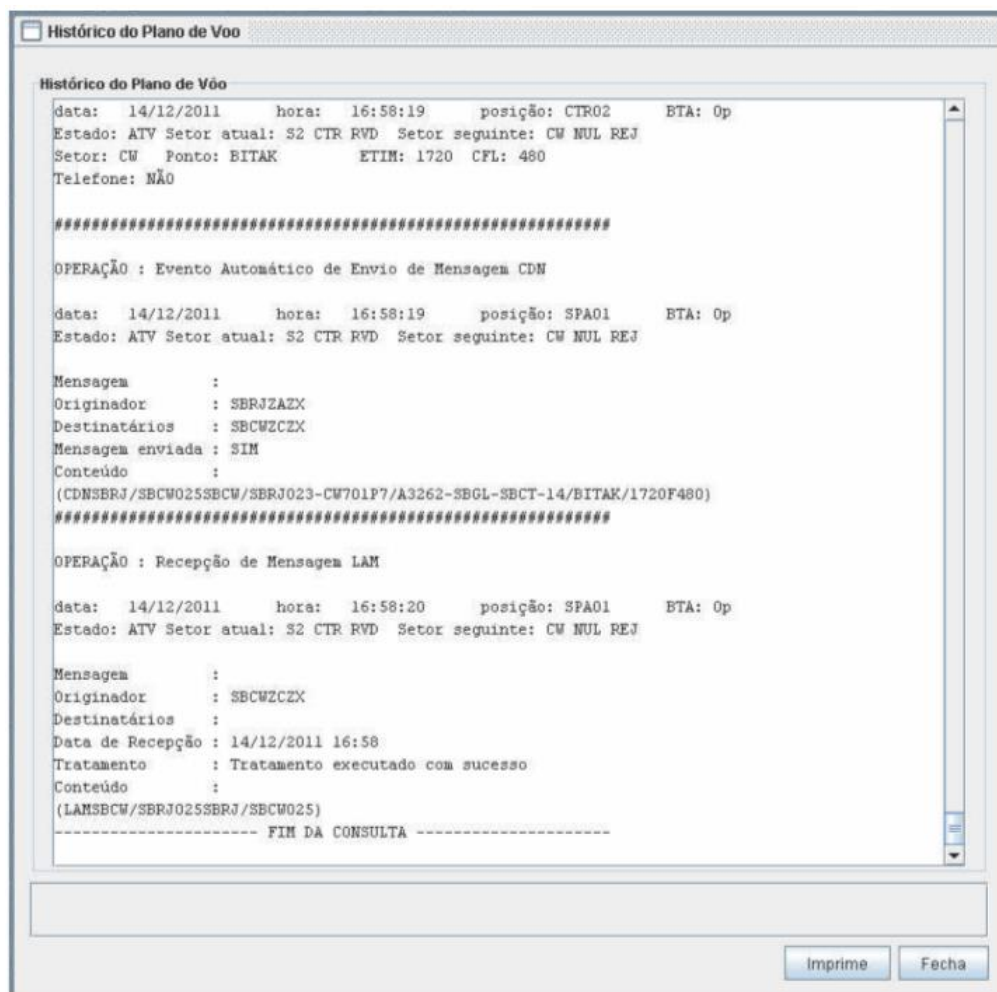 Histórico do Plano de Voo
Histórico do Plano de Vôo
data: 14/12/2011 hora: 16:58:19 posição: CTR02 BTA: Op
Estado: ATV Setor atual: S2 CTR RVD Setor seguinte: CW NUL REJ
Setor: CW Ponto: BITAK ETIM: 1720 CFL: 480
Telefone: NÃO
############################################################
OPERAÇÃO : Evento Automático de Envio de Mensagem CDN
data: 14/12/2011 hora: 16:58:19 posição: SPA01 BTA: Op
Estado: ATV Setor atual: S2 CTR RVD Setor seguinte: CW NUL REJ
Mensagem :
Originador : SBRJZAZX
Destinatários : SBCWZCZX
Mensagem enviada : SIM
Conteúdo :
(CDNSBRJ/SBCW025SBCW/SBRJ023-CW701P7/A3262-SBGL-SBCT-14/BITAK/1720F480)
############################################################
OPERAÇÃO : Recepção de Mensagem LAM
data: 14/12/2011 hora: 16:58:20 posição: SPA01 BTA: Op
Estado: ATV Setor atual: S2 CTR RVD Setor seguinte: CW NUL REJ
Mensagem :
Originador : SBCWZCZX
Destinatários :
Data de Recepção : 14/12/2011 16:58
Tratamento : Tratamento executado com sucesso
Conteúdo :
(LAMSBCW/SBRJ025SBRJ/SBCW025)
---------------------- FIM DA CONSULTA ---------------------
Imprime Fecha